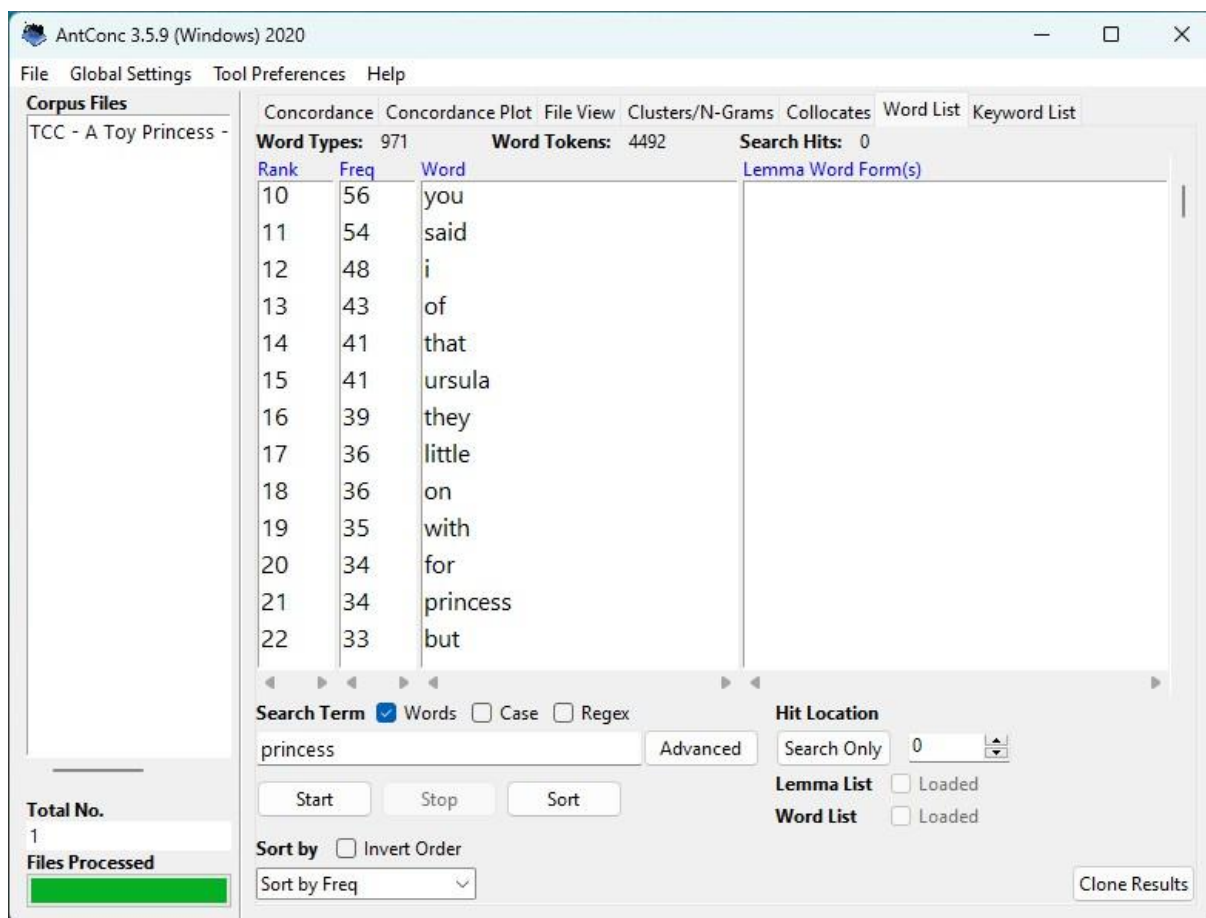 AntConc 3.5.9 (Windows) 2020
File Global Settings Tool Preferences Help
Corpus Files
TCC - A Toy Princess -
Concordance Concordance Plot File View Clusters/N-Grams Collocates Word List Keyword List
Word Types: 971 Word Tokens: 4492 Search Hits: 0
Rank Freq Word Lemma Word Form(s)
10 56 you
11 54 said
12 48 i
13 43 of
14 41 that
15 41 ursula
16 39 they
17 36 little
18 36 on
19 35 with
20 34 for
21 34 princess
22 33 but
Search Term Words Case Regex Hit Location
princess Advanced Search Only 0
Start Stop Sort Lemma List Loaded
Word List Loaded
Total No.
1
Files Processed
Sort by Invert Order
Sort by Freq Clone Results